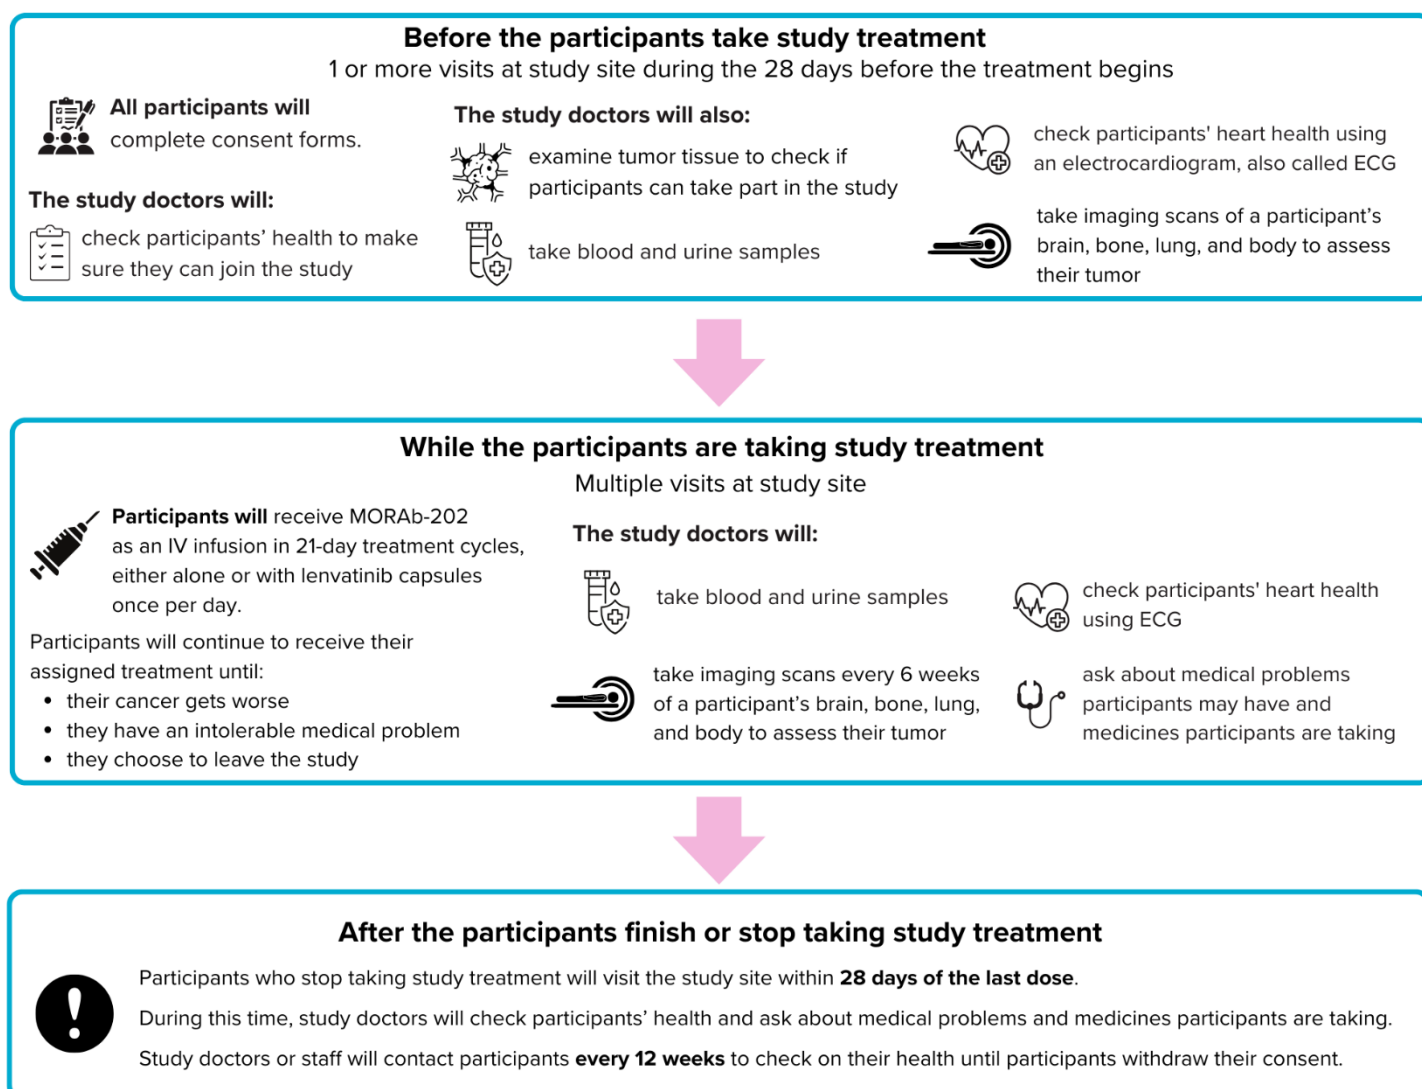 Before the participants take study treatment
1 or more visits at study site during the 28 days before the treatment begins
All participants will
complete consent forms.
The study doctors will:
check participants’ health to make
sure they can join the study
The study doctors will also:
examine tumor tissue to check if
participants can take part in the study
take blood and urine samples
check participants' heart health using
an electrocardiogram, also called ECG
take imaging scans of a participant’s
brain, bone, lung, and body to assess
their tumor
While the participants are taking study treatment
Multiple visits at study site
Participants will receive MORAb-202
as an IV infusion in 21-day treatment cycles,
either alone or with lenvatinib capsules
once per day.
Participants will continue to receive their
assigned treatment until:
• their cancer gets worse
• they have an intolerable medical problem
• they choose to leave the study
The study doctors will:
take blood and urine samples
take imaging scans every 6 weeks
of a participant’s brain, bone, lung,
and body to assess their tumor
check participants' heart health
using ECG
ask about medical problems
participants may have and
medicines participants are taking
After the participants finish or stop taking study treatment
Participants who stop taking study treatment will visit the study site within 28 days of the last dose.
During this time, study doctors will check participants’ health and ask about medical problems and medicines participants are taking.
Study doctors or staff will contact participants every 12 weeks to check on their health until participants withdraw their consent.